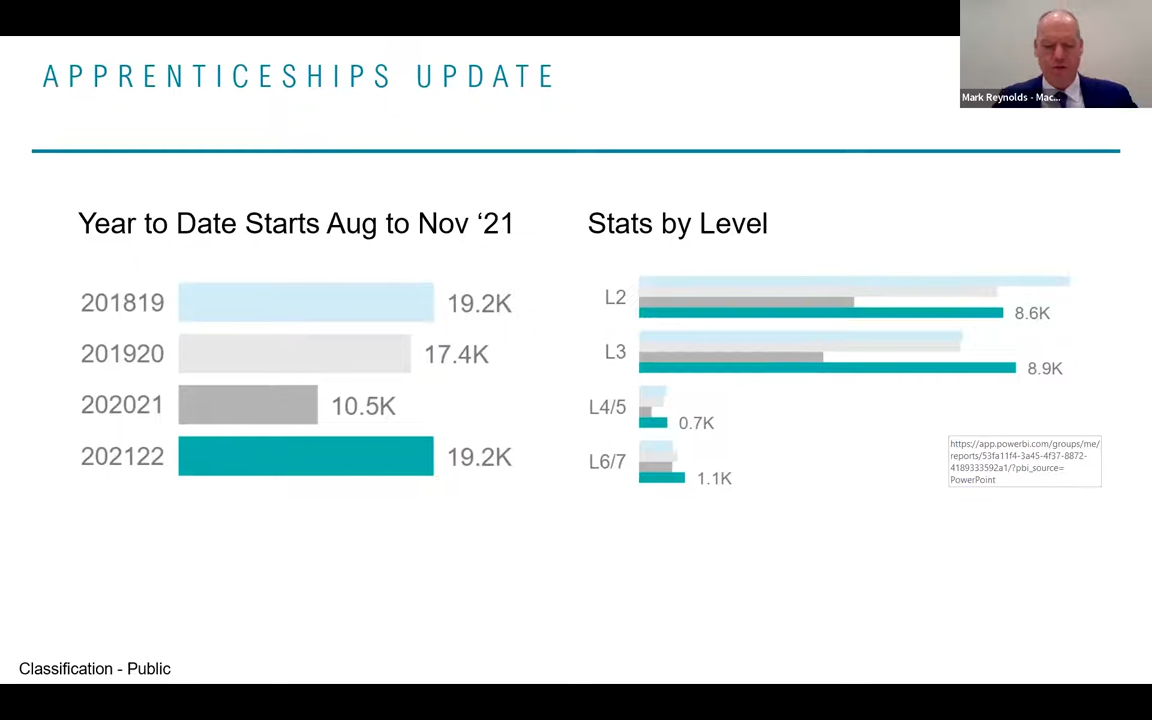 APPRENTICESHIPS UPDATE
Mark Reynolds - Mac...
Year to Date Starts Aug to Nov ‘21
201819 19.2K
201920 17.4K
202021 10.5K
202122 19.2K
Stats by Level
L2 8.6K
L3 8.9K
L4/5 0.7K
L6/7 1.1K
https://app.powerbi.com/groups/me/
reports/53fa11f4-3a45-4f37-8872-
4189333592a1/?pbi_source=
PowerPoint
Classification - Public